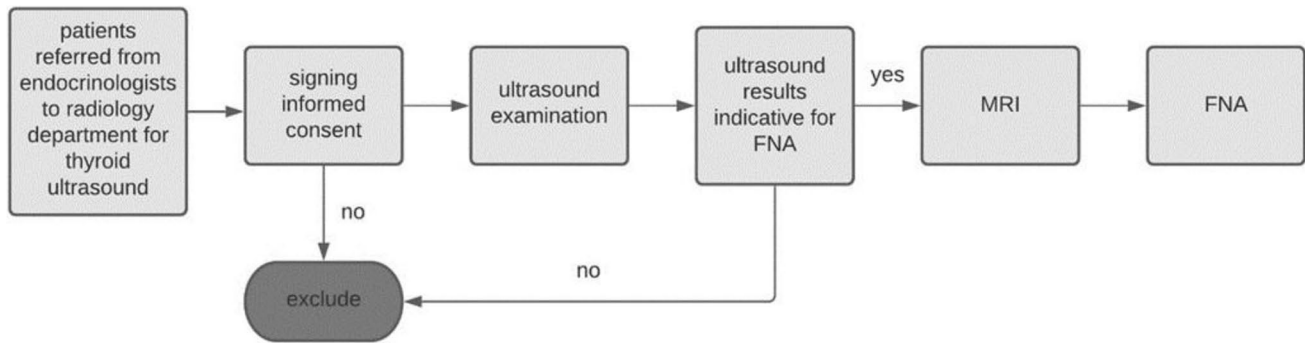 patients
referred from
endocrinologists
to radiology
department for
thyroid
ultrasound
signing
informed
consent
ultrasound
examination
ultrasound
results
indicative for
FNA
yes
MRI
FNA
no
no
exclude